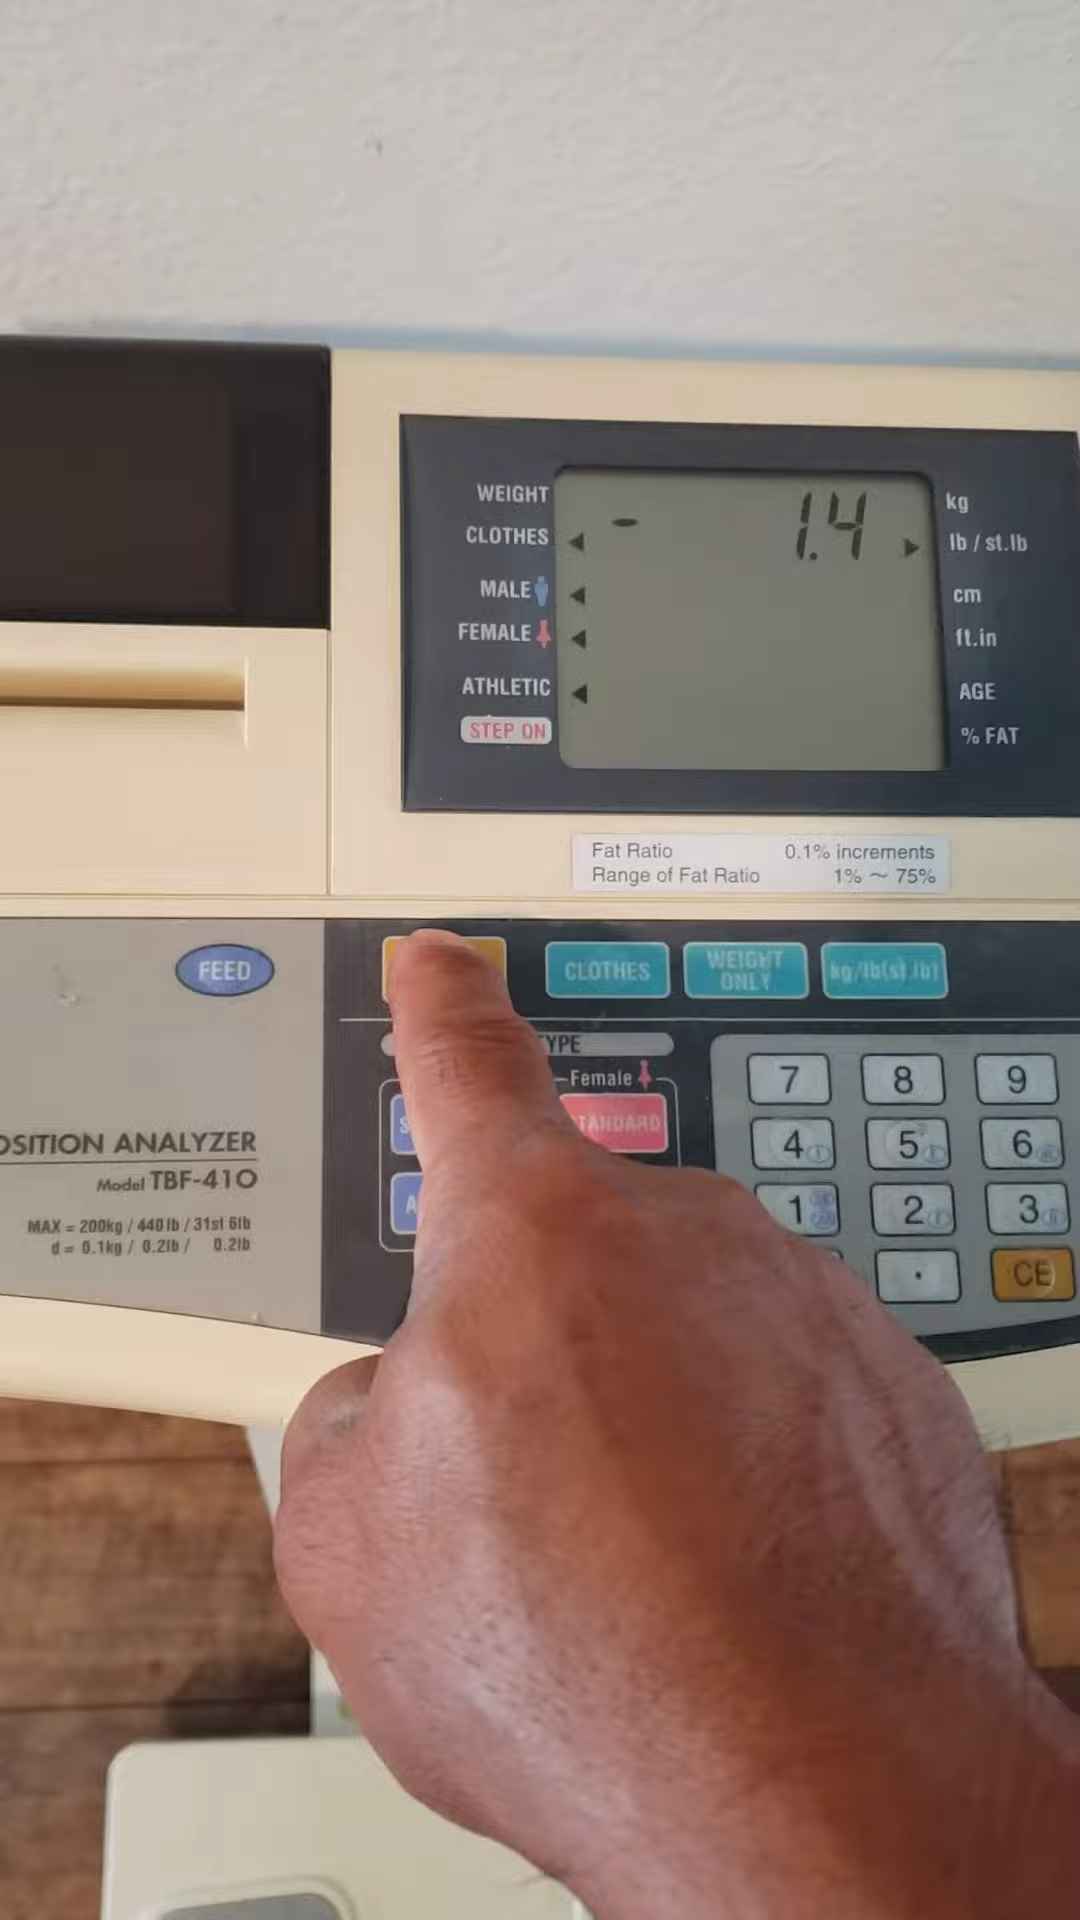 WEIGHT
CLOTHES
MALE
FEMALE
ATHLETIC
STEP ON
- 1.4
kg
lb / st.lb
cm
ft.in
AGE
% FAT
Fat Ratio 0.1% increments
Range of Fat Ratio 1% ~ 75%
FEED
CLOTHES
WEIGHT
ONLY
kg/lb(st.lb)
YPE
Female
STANDARD
7 8 9
4 5 6
1 2 3
. CE
OSITION ANALYZER
Model TBF-410
MAX = 200kg / 440 lb / 31st 6lb
d = 0.1kg / 0.2lb / 0.2lb